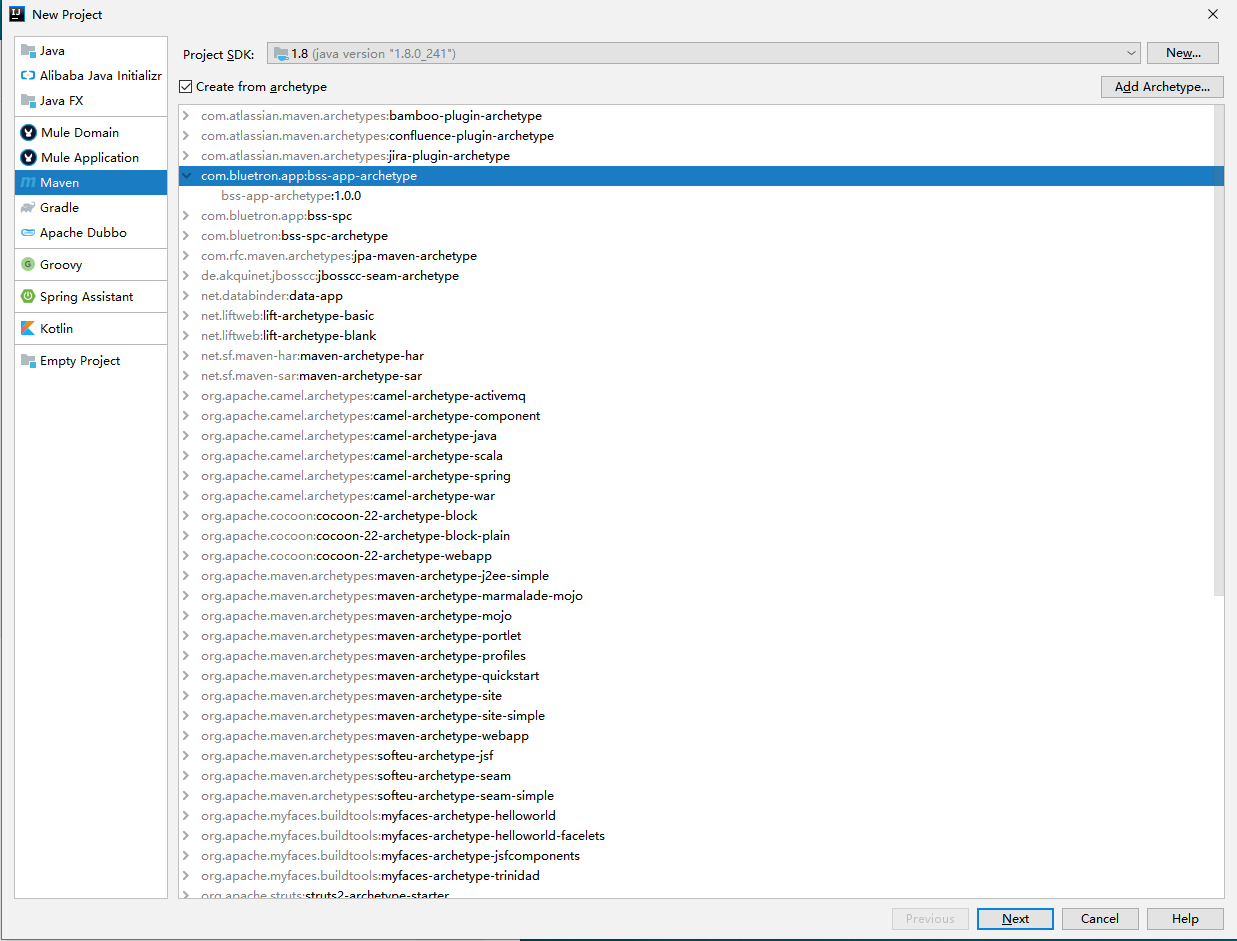 New Project
Java
Alibaba Java Initializr
Java FX
Mule Domain
Mule Application
Maven
Gradle
Apache Dubbo
Groovy
Spring Assistant
Kotlin
Empty Project
Project SDK: 1.8 (java version "1.8.0_241") New...
Create from archetype Add Archetype...
com.atlassian.maven.archetypes:bamboo-plugin-archetype
com.atlassian.maven.archetypes:confluence-plugin-archetype
com.atlassian.maven.archetypes:jira-plugin-archetype
com.bluetron.app:bss-app-archetype
bss-app-archetype:1.0.0
com.bluetron.app:bss-spc
com.bluetron:bss-spc-archetype
com.rfc.maven.archetypes:jpa-maven-archetype
de.akquinet.jbosscc:jbosscc-seam-archetype
net.databinder:data-app
net.liftweb:lift-archetype-basic
net.liftweb:lift-archetype-blank
net.sf.maven-har:maven-archetype-har
net.sf.maven-sar:maven-archetype-sar
org.apache.camel.archetypes:camel-archetype-activemq
org.apache.camel.archetypes:camel-archetype-component
org.apache.camel.archetypes:camel-archetype-java
org.apache.camel.archetypes:camel-archetype-scala
org.apache.camel.archetypes:camel-archetype-spring
org.apache.camel.archetypes:camel-archetype-war
org.apache.cocoon:cocoon-22-archetype-block
org.apache.cocoon:cocoon-22-archetype-block-plain
org.apache.cocoon:cocoon-22-archetype-webapp
org.apache.maven.archetypes:maven-archetype-j2ee-simple
org.apache.maven.archetypes:maven-archetype-marmalade-mojo
org.apache.maven.archetypes:maven-archetype-mojo
org.apache.maven.archetypes:maven-archetype-portlet
org.apache.maven.archetypes:maven-archetype-profiles
org.apache.maven.archetypes:maven-archetype-quickstart
org.apache.maven.archetypes:maven-archetype-site
org.apache.maven.archetypes:maven-archetype-site-simple
org.apache.maven.archetypes:maven-archetype-webapp
org.apache.maven.archetypes:softeu-archetype-jsf
org.apache.maven.archetypes:softeu-archetype-seam
org.apache.maven.archetypes:softeu-archetype-seam-simple
org.apache.myfaces.buildtools:myfaces-archetype-helloworld
org.apache.myfaces.buildtools:myfaces-archetype-helloworld-facelets
org.apache.myfaces.buildtools:myfaces-archetype-jsfcomponents
org.apache.myfaces.buildtools:myfaces-archetype-trinidad
org.apache.struts:struts2-archetype-starter
Previous Next Cancel Help